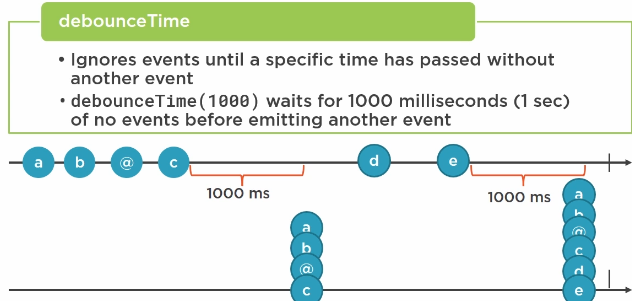 debounceTime
• Ignores events until a specific time has passed without
another event
• debounceTime(1000) waits for 1000 milliseconds (1 sec)
of no events before emitting another event
a b @ c d e
1000 ms 1000 ms
a
b
@
c
a
b
@
c
d
e